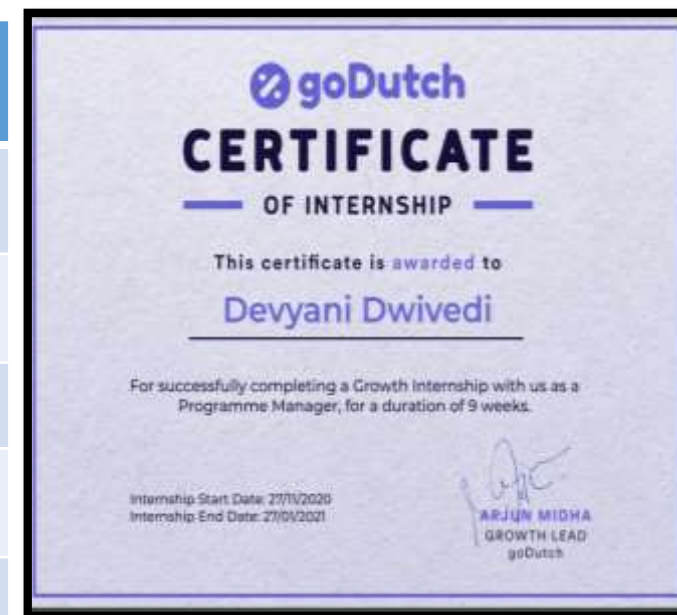 goDutch
CERTIFICATE
OF INTERNSHIP
This certificate is awarded to
Devyani Dwivedi
For successfully completing a Growth Internship with us as a
Programme Manager, for a duration of 9 weeks.
Internship Start Date: 27/11/2020
Internship End Date: 27/01/2021
ARJUN MIDHA
GROWTH LEAD
goDutch